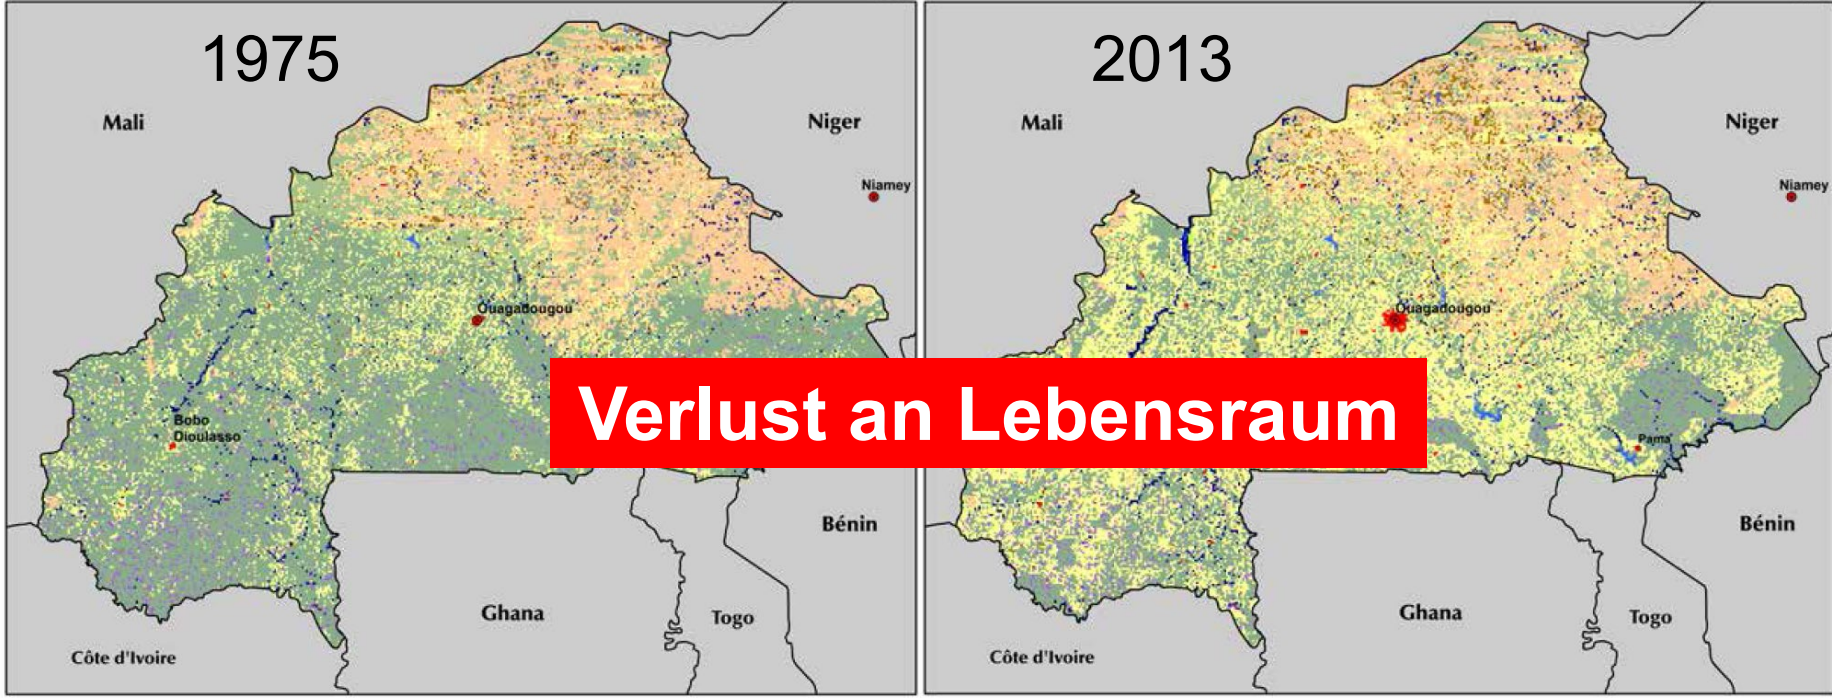 1975
Mali
Niger
Niamey
Ouagadougou
Bobo
Dioulasso
Bénin
Ghana
Togo
Côte d'Ivoire
2013
Mali
Niger
Niamey
Ouagadougou
Verlust an Lebensraum
Pama
Bénin
Ghana
Togo
Côte d'Ivoire